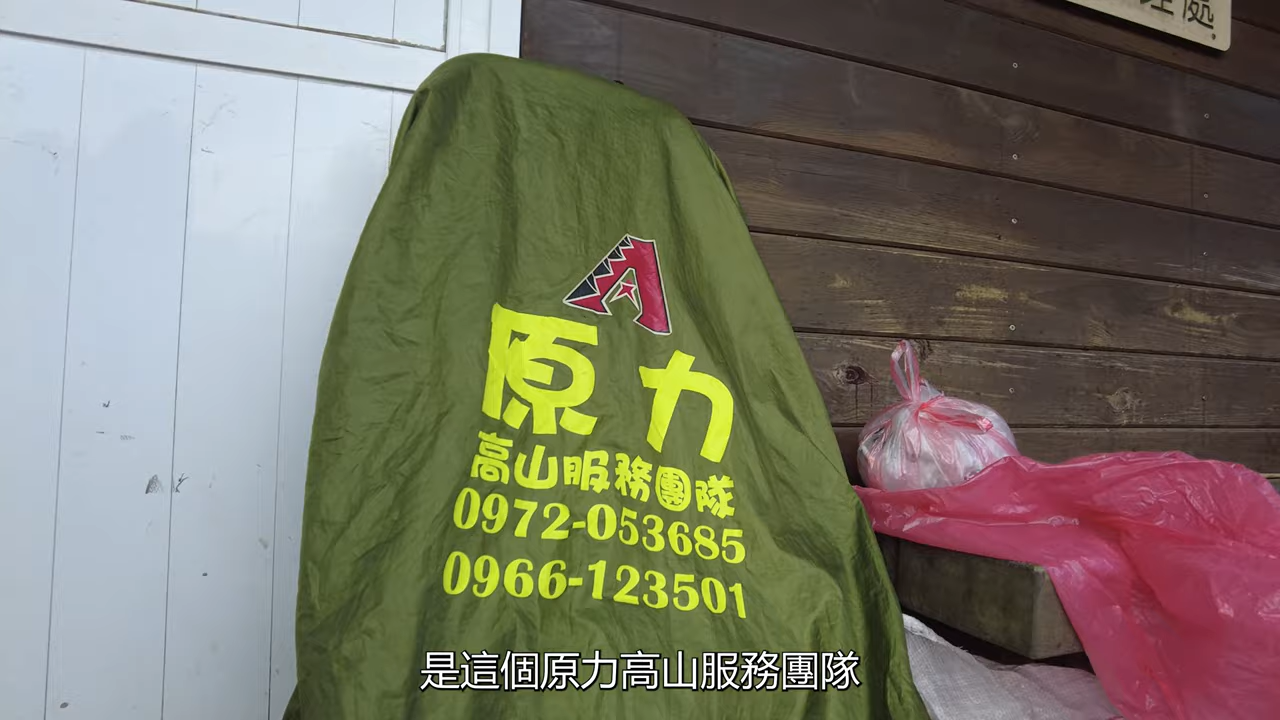 處
A
原力
高山服務團隊
0972-053685
0966-123501
是這個原力高山服務團隊